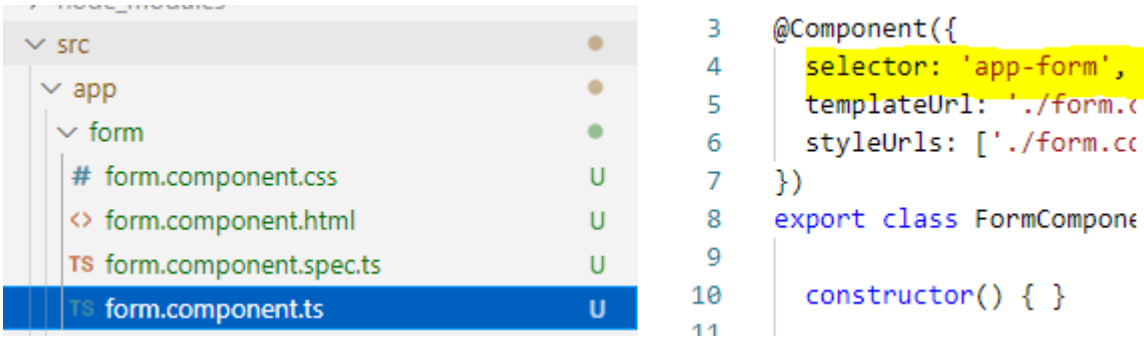 src
app
form
# form.component.css U
<> form.component.html U
TS form.component.spec.ts U
TS form.component.ts U
3 @Component({
4 selector: 'app-form',
5 templateUrl: './form.c
6 styleUrls: ['./form.co
7 })
8 export class FormCompone
9
10 constructor() { }
11